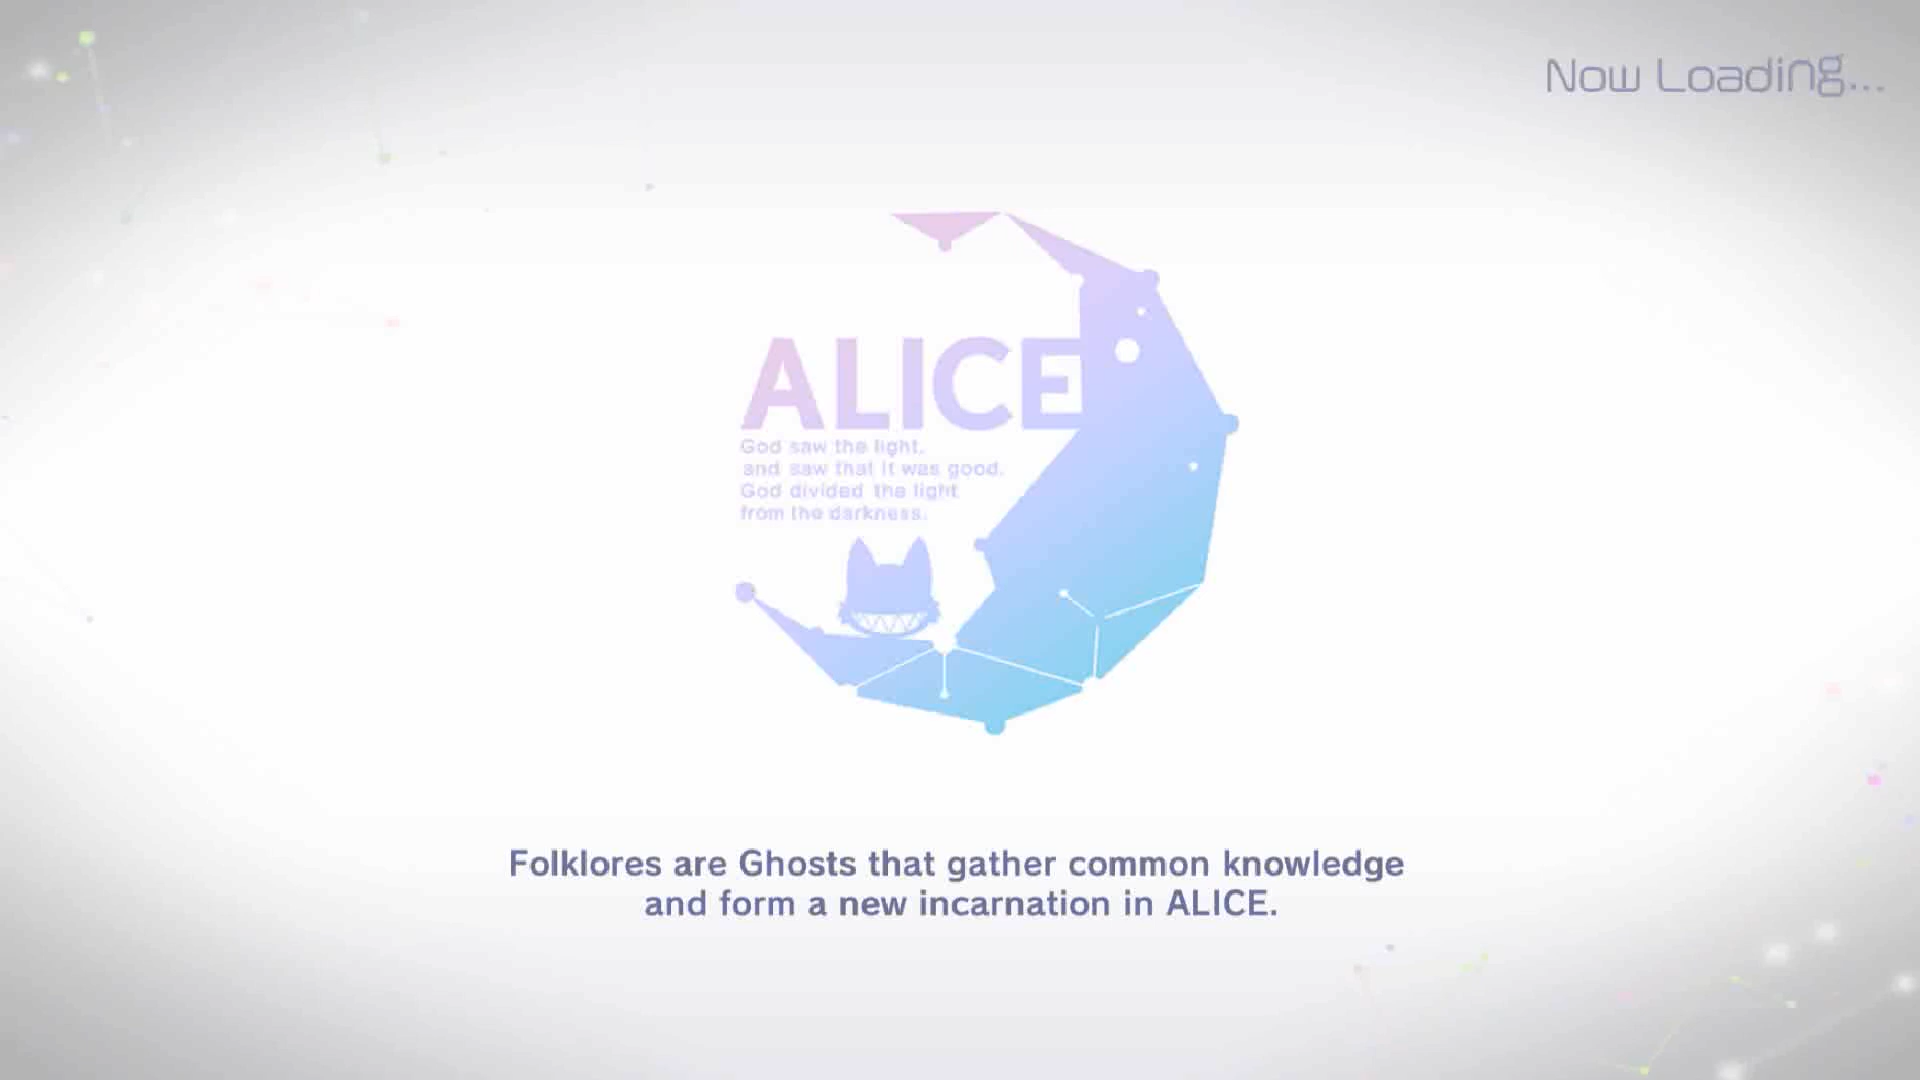 Now Loading...
ALICE
God saw the light,
and saw that it was good.
God divided the light
from the darkness.
Folklores are Ghosts that gather common knowledge
and form a new incarnation in ALICE.